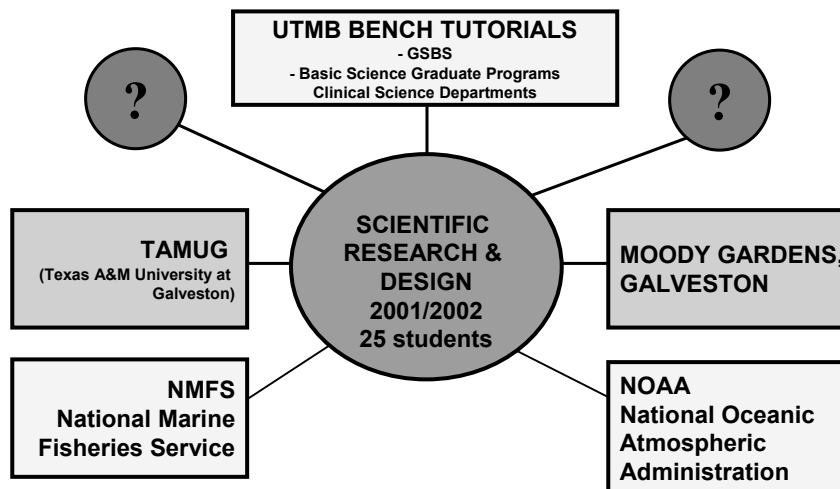 UTMB BENCH TUTORIALS
- GSBS
- Basic Science Graduate Programs
Clinical Science Departments
?
?
SCIENTIFIC
RESEARCH &
DESIGN
2001/2002
25 students
TAMUG
(Texas A&M University at
Galveston)
MOODY GARDENS,
GALVESTON
NMFS
National Marine
Fisheries Service
NOAA
National Oceanic
Atmospheric
Administration